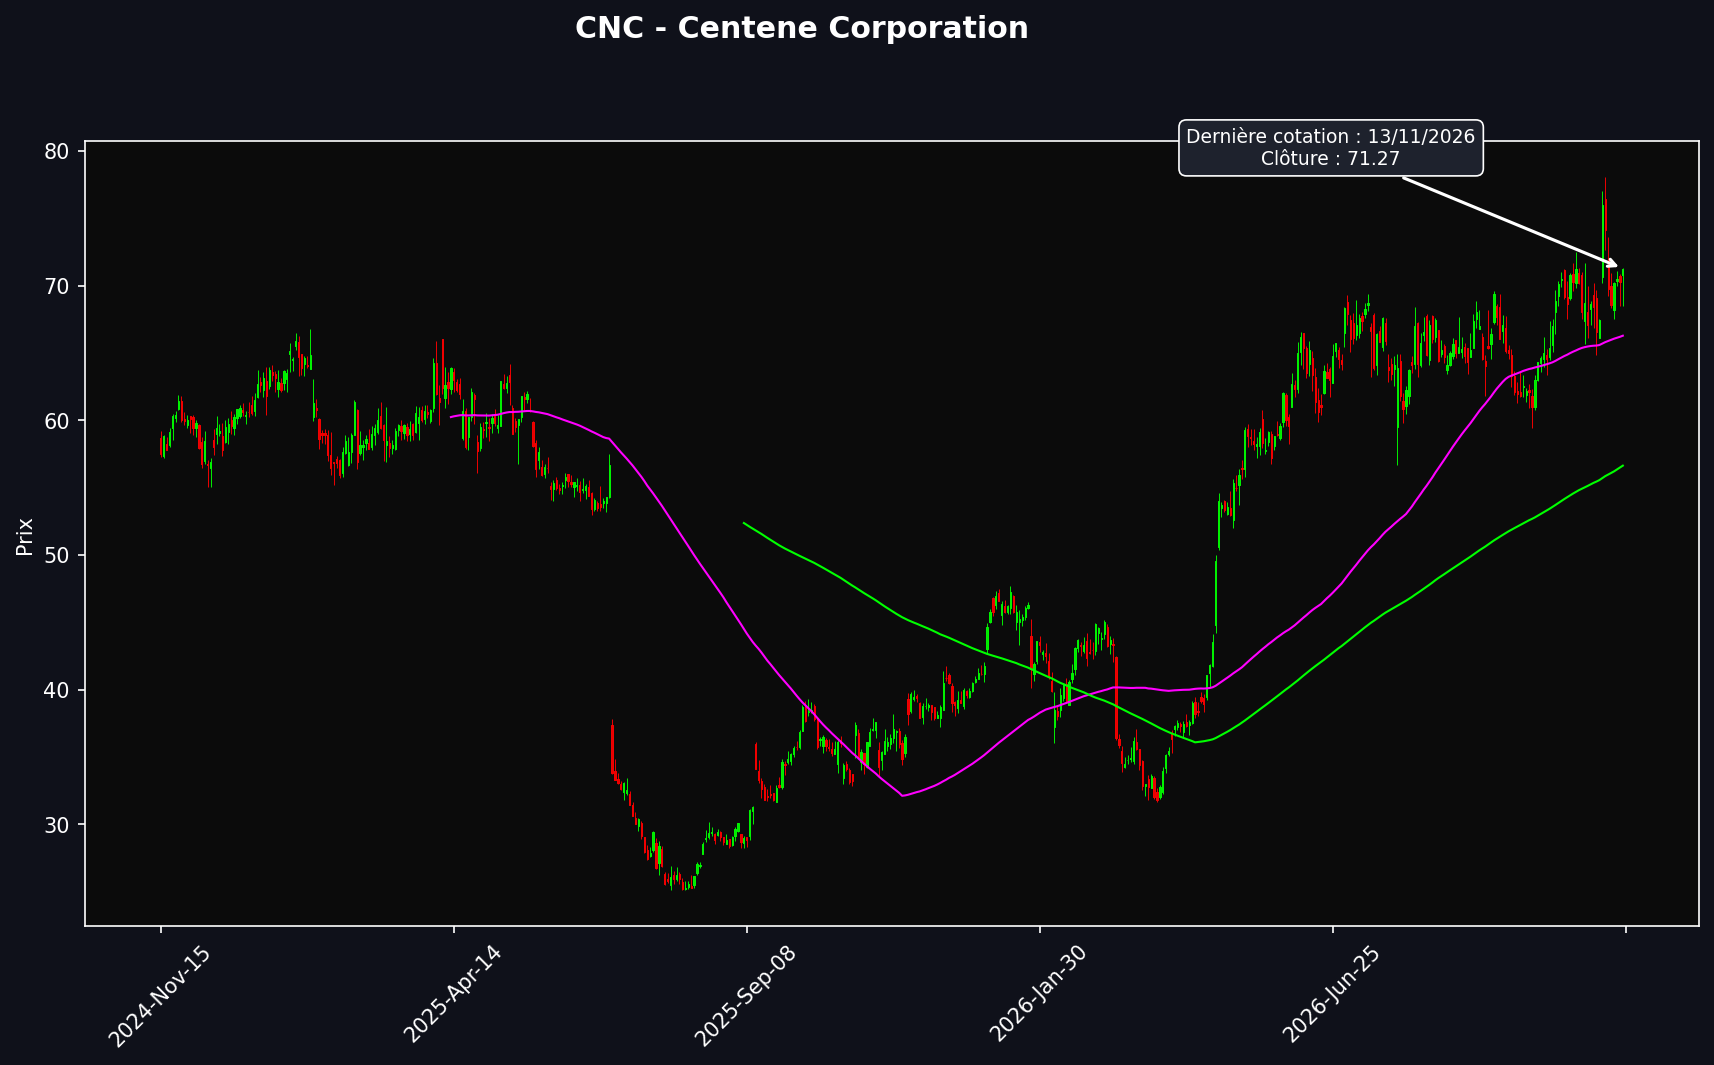 CNC - Centene Corporation
Dernière cotation : 13/11/2026
Clôture : 71.27
80
70
60
50
40
30
Prix
2024-Nov-15
2025-Apr-14
2025-Sep-08
2026-Jan-30
2026-Jun-25